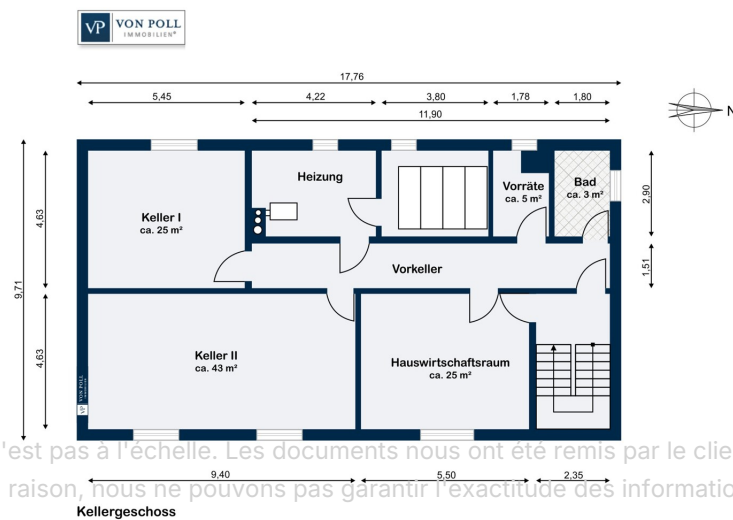 VP VON POLL
IMMOBILIEN®
17,76
5,45 4,22 3,80 1,78 1,80
11,90
N
9,71
4,63
4,63
2,90
1,51
Heizung
Keller I
ca. 25 m²
Vorräte
ca. 5 m²
Bad
ca. 3 m²
Vorkeller
Keller II
ca. 43 m²
Hauswirtschaftsraum
ca. 25 m²
VP VON POLL
'est pas à l'échelle. Les documents nous ont été remis par le clie
9,40 5,50 2,35
raison, nous ne pouvons pas garantir l'exactitude des informatio
Kellergeschoss